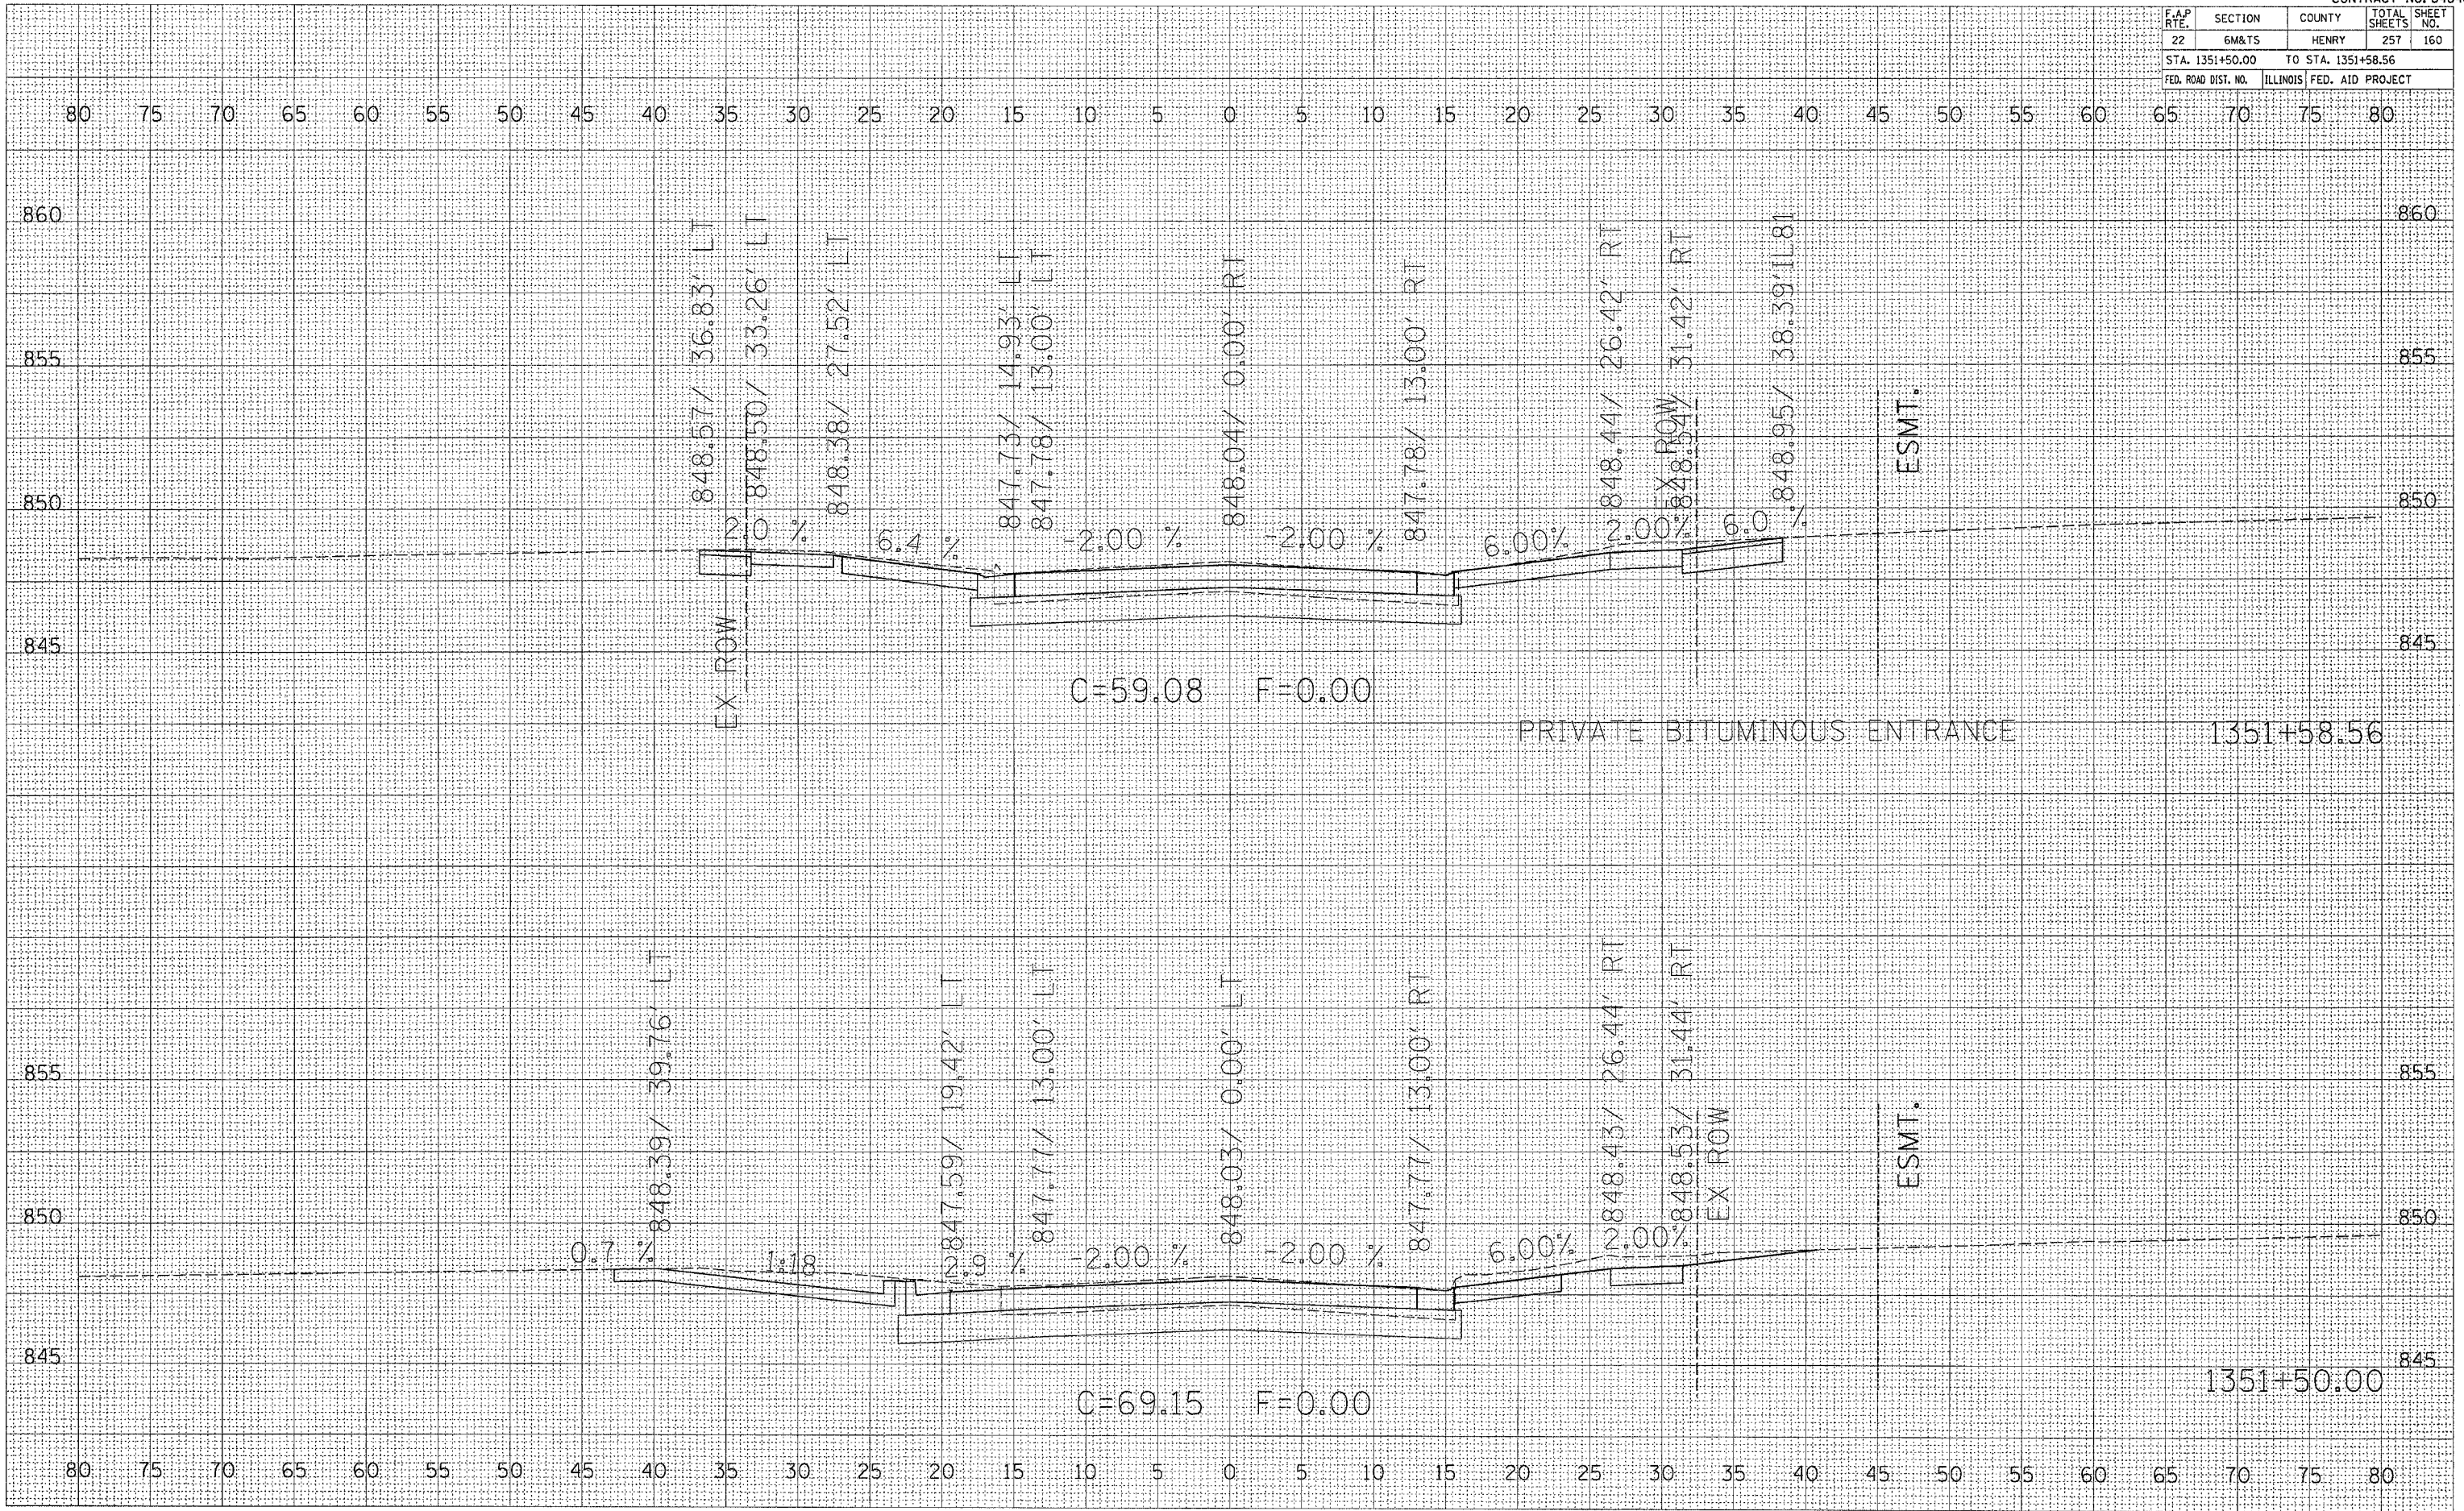 F.A.P RTE. SECTION COUNTY TOTAL SHEETS SHEET NO.
22 6M&TS HENRY 257 160
STA. 1351+50.00 TO STA. 1351+58.56
FED. ROAD DIST. NO. ILLINOIS FED. AID PROJECT
80 75 70 65 60 55 50 45 40 35 30 25 20 15 10 5 0 5 10 15 20 25 30 35 40 45 50 55 60 65 70 75 80
860 860
855 855
850 850
845 845
848.57/ 36.83' LT
848.50/ 33.26' LT
848.38/ 27.52' LT
847.73/ 14.93' LT
847.78/ 13.00' LT
848.04/ 0.00' RT
847.78/ 13.00' RT
848.44/ 26.42' RT
EX ROW
848.54/ 31.42' RT
848.95/ 38.39'IL81
ESMT.
2.0 % 6.4 % -2.00 % -2.00 % 6.00% 2.00% 6.0 %
EX ROW
C=59.08 F=0.00
PRIVATE BITUMINOUS ENTRANCE 1351+58.56
848.39/ 39.76' LT
847.59/ 19.42' LT
847.77/ 13.00' LT
848.03/ 0.00' LT
847.77/ 13.00' RT
848.43/ 26.44' RT
848.53/ 31.44' RT
EX ROW
ESMT.
855 855
850 850
0.7 % 1:18 2.9 % -2.00 % -2.00 % 6.00% 2.00%
845 845
1351+50.00
C=69.15 F=0.00
80 75 70 65 60 55 50 45 40 35 30 25 20 15 10 5 0 5 10 15 20 25 30 35 40 45 50 55 60 65 70 75 80